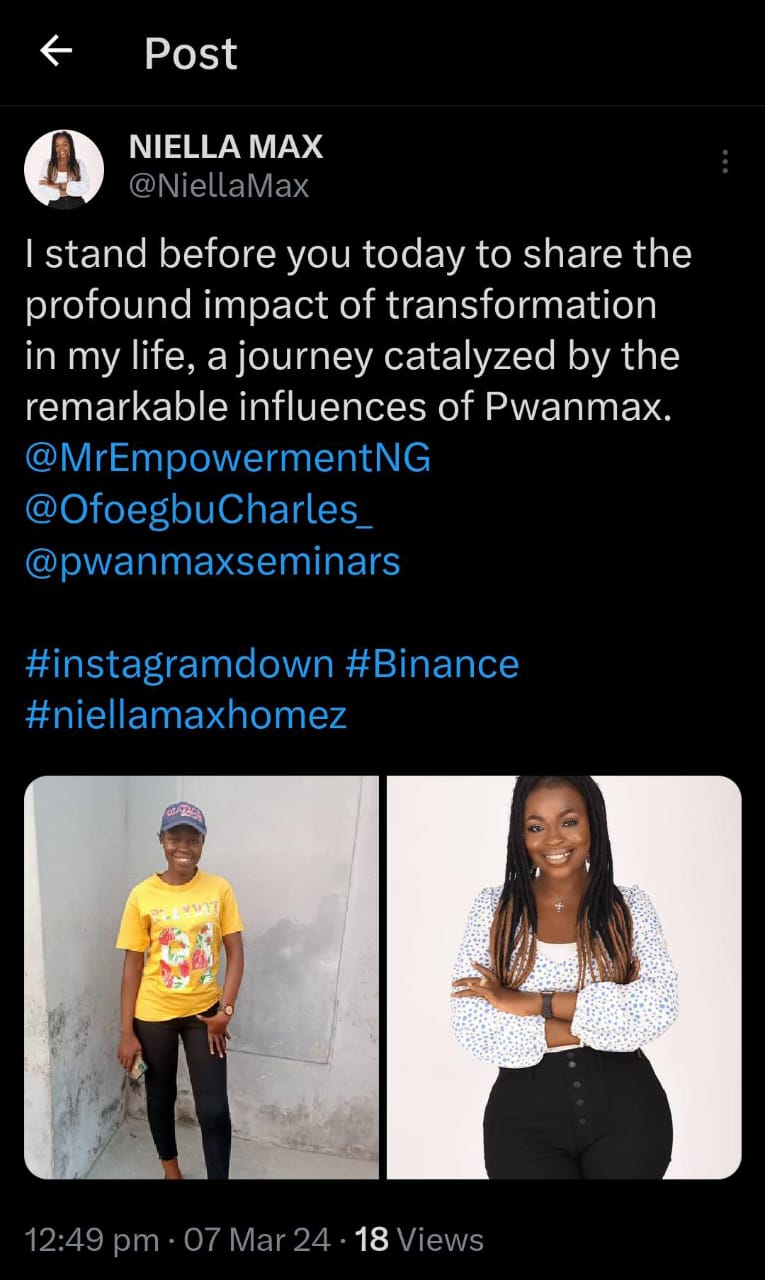 Post
NIELLA MAX
@NiellaMax
I stand before you today to share the
profound impact of transformation
in my life, a journey catalyzed by the
remarkable influences of Pwanmax.
@MrEmpowermentNG
@OfoegbuCharles_
@pwanmaxseminars
#instagramdown #Binance
#niellamaxhomez
12:49 pm · 07 Mar 24 · 18 Views